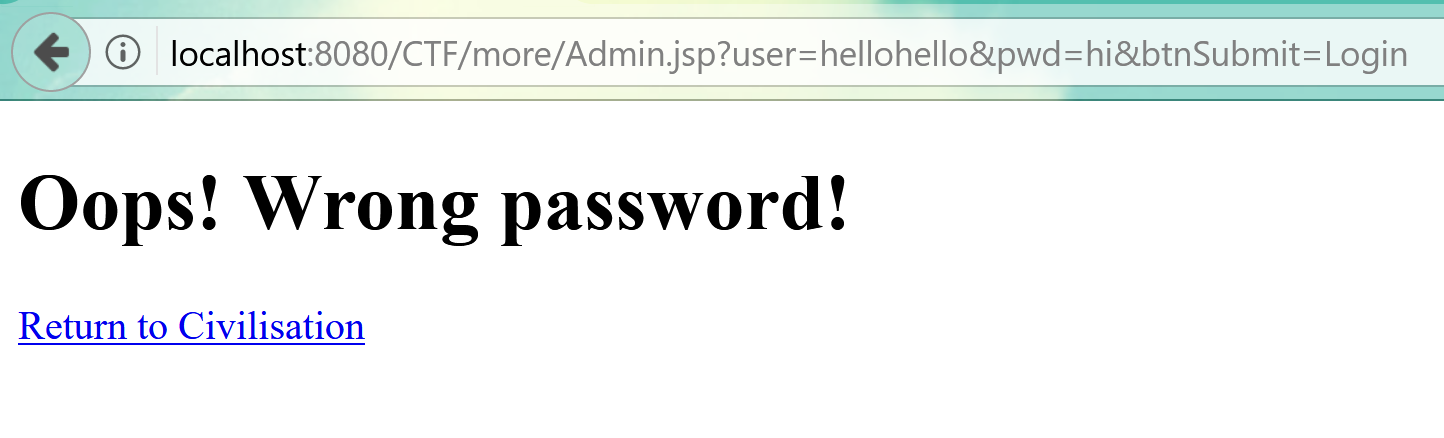 localhost:8080/CTF/more/Admin.jsp?user=hellohello&pwd=hi&btnSubmit=Login
Oops! Wrong password!
Return to Civilisation